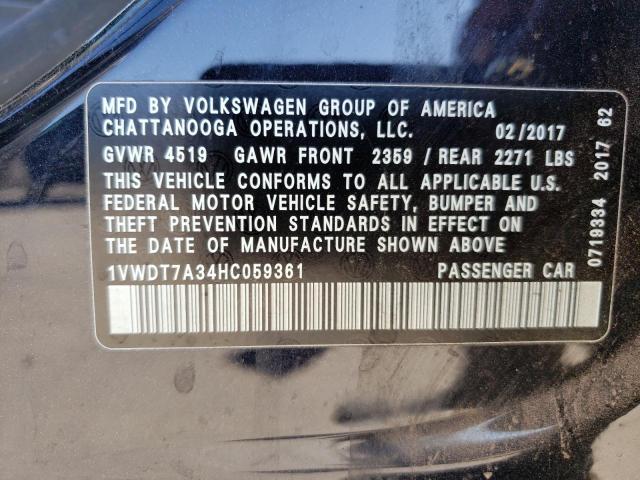 MFD BY VOLKSWAGEN GROUP OF AMERICA
CHATTANOOGA OPERATIONS, LLC. 02/2017
GVWR 4519 GAWR FRONT 2359 / REAR 2271 LBS
THIS VEHICLE CONFORMS TO ALL APPLICABLE U.S.
FEDERAL MOTOR VEHICLE SAFETY, BUMPER AND
THEFT PREVENTION STANDARDS IN EFFECT ON
THE DATE OF MANUFACTURE SHOWN ABOVE
1VWDT7A34HC059361 PASSENGER CAR
0719334 2017 62